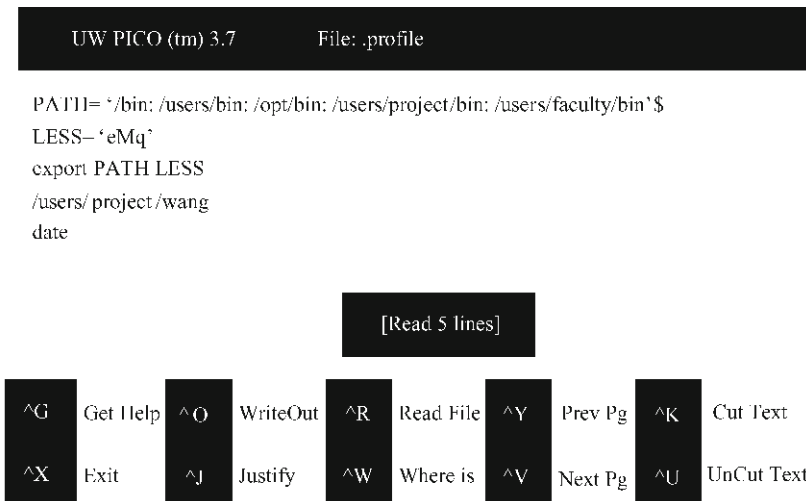 UW PICO (tm) 3.7 File: .profile
PATH= ‘/bin: /users/bin: /opt/bin: /users/project/bin: /users/faculty/bin’$
LESS=‘eMq’
export PATH LESS
/users/ project /wang
date
[Read 5 lines]
^G Get Help ^O WriteOut ^R Read File ^Y Prev Pg ^K Cut Text
^X Exit ^J Justify ^W Where is ^V Next Pg ^U UnCut Text